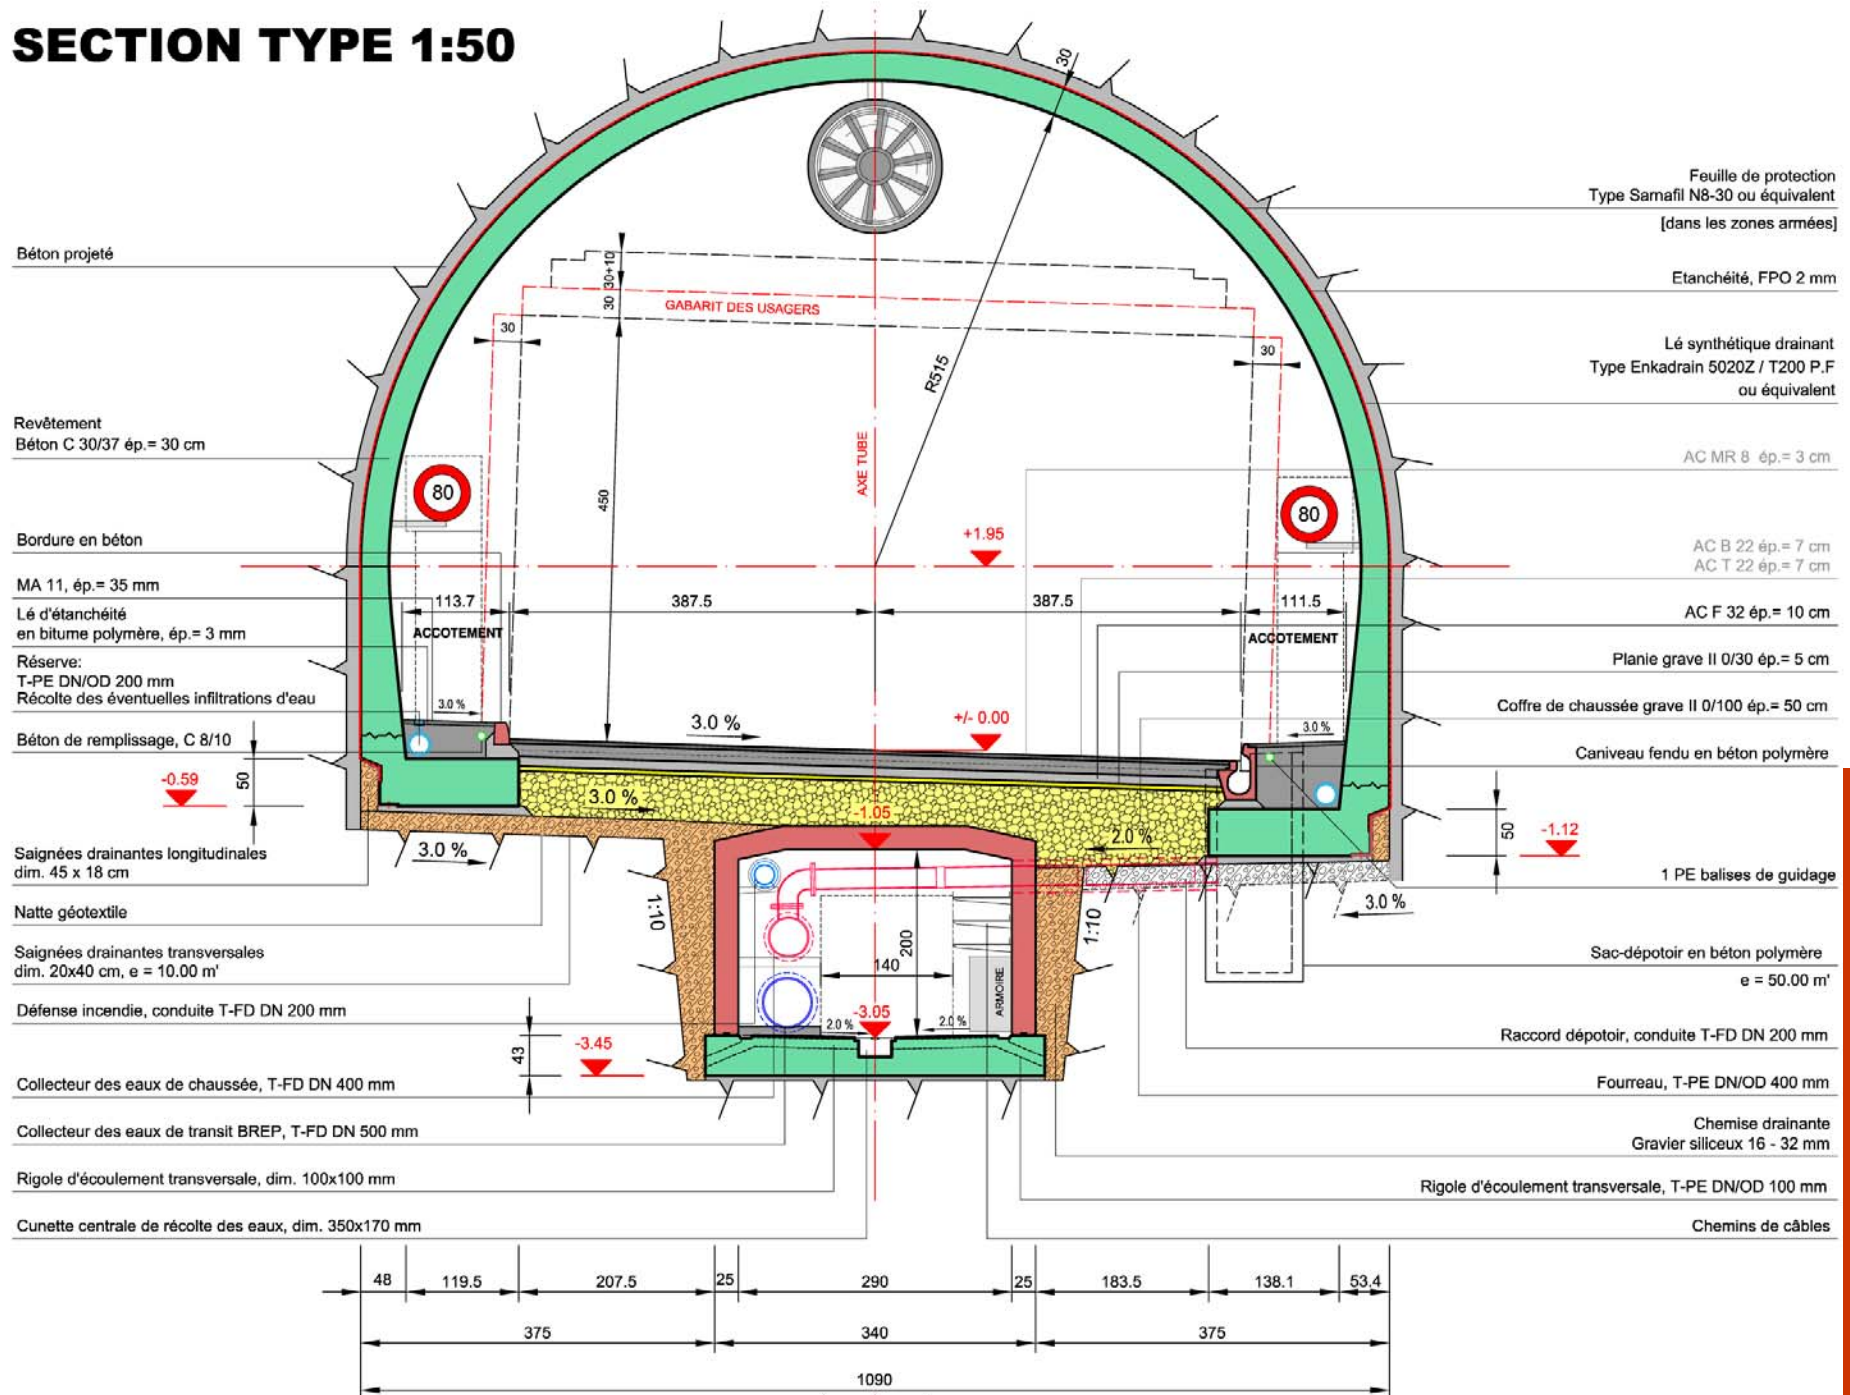 SECTION TYPE 1:50
30
Feuille de protection
Type Sarnafil N8-30 ou équivalent
[dans les zones armées]
Béton projeté
Etanchéité, FPO 2 mm
30+10
30
GABARIT DES USAGERS
30
30
R515
Lé synthétique drainant
Type Enkadrain 5020Z / T200 P.F
ou équivalent
Revêtement
Béton C 30/37 ép.= 30 cm
AXE TUBE
AC MR 8 ép.= 3 cm
80
80
450
Bordure en béton
+1.95
AC B 22 ép.= 7 cm
AC T 22 ép.= 7 cm
MA 11, ép.= 35 mm
113.7
387.5
387.5
111.5
AC F 32 ép.= 10 cm
Lé d'étanchéité
en bitume polymère, ép.= 3 mm
ACCOTEMENT
ACCOTEMENT
Réserve:
T-PE DN/OD 200 mm
Récolte des éventuelles infiltrations d'eau
Planie grave II 0/30 ép.= 5 cm
3.0 %
3.0 %
+/- 0.00
3.0 %
Coffre de chaussée grave II 0/100 ép.= 50 cm
Béton de remplissage, C 8/10
Caniveau fendu en béton polymère
-0.59
50
3.0 %
-1.05
2.0 %
50
-1.12
Saignées drainantes longitudinales
dim. 45 x 18 cm
3.0 %
1 PE balises de guidage
3.0 %
Natte géotextile
1:10
1:10
Saignées drainantes transversales
dim. 20x40 cm, e = 10.00 m'
200
140
ARMOIRE
Sac-dépotoir en béton polymère
e = 50.00 m'
Défense incendie, conduite T-FD DN 200 mm
2.0 %
-3.05
2.0 %
Raccord dépotoir, conduite T-FD DN 200 mm
43
-3.45
Collecteur des eaux de chaussée, T-FD DN 400 mm
Fourreau, T-PE DN/OD 400 mm
Collecteur des eaux de transit BREP, T-FD DN 500 mm
Chemise drainante
Gravier siliceux 16 - 32 mm
Rigole d'écoulement transversale, dim. 100x100 mm
Rigole d'écoulement transversale, T-PE DN/OD 100 mm
Cunette centrale de récolte des eaux, dim. 350x170 mm
Chemins de câbles
48
119.5
207.5
25
290
25
183.5
138.1
53.4
375
340
375
1090